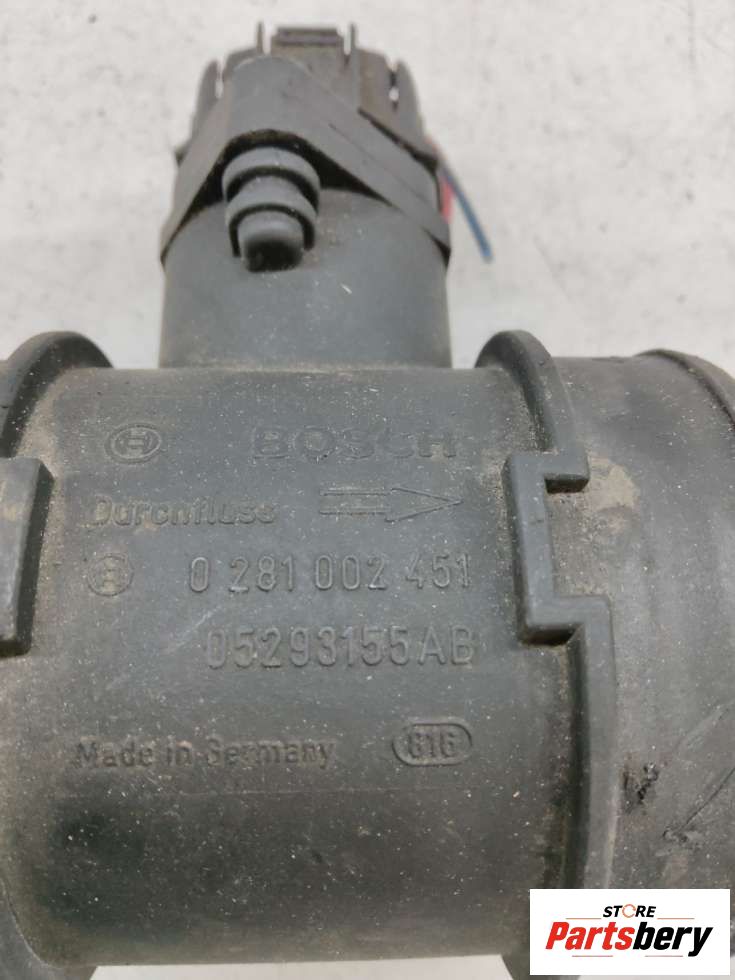 BOSCH
Durchfluss
0 281 002 451
05293155AB
Made in Germany 816
STORE
Partsbery